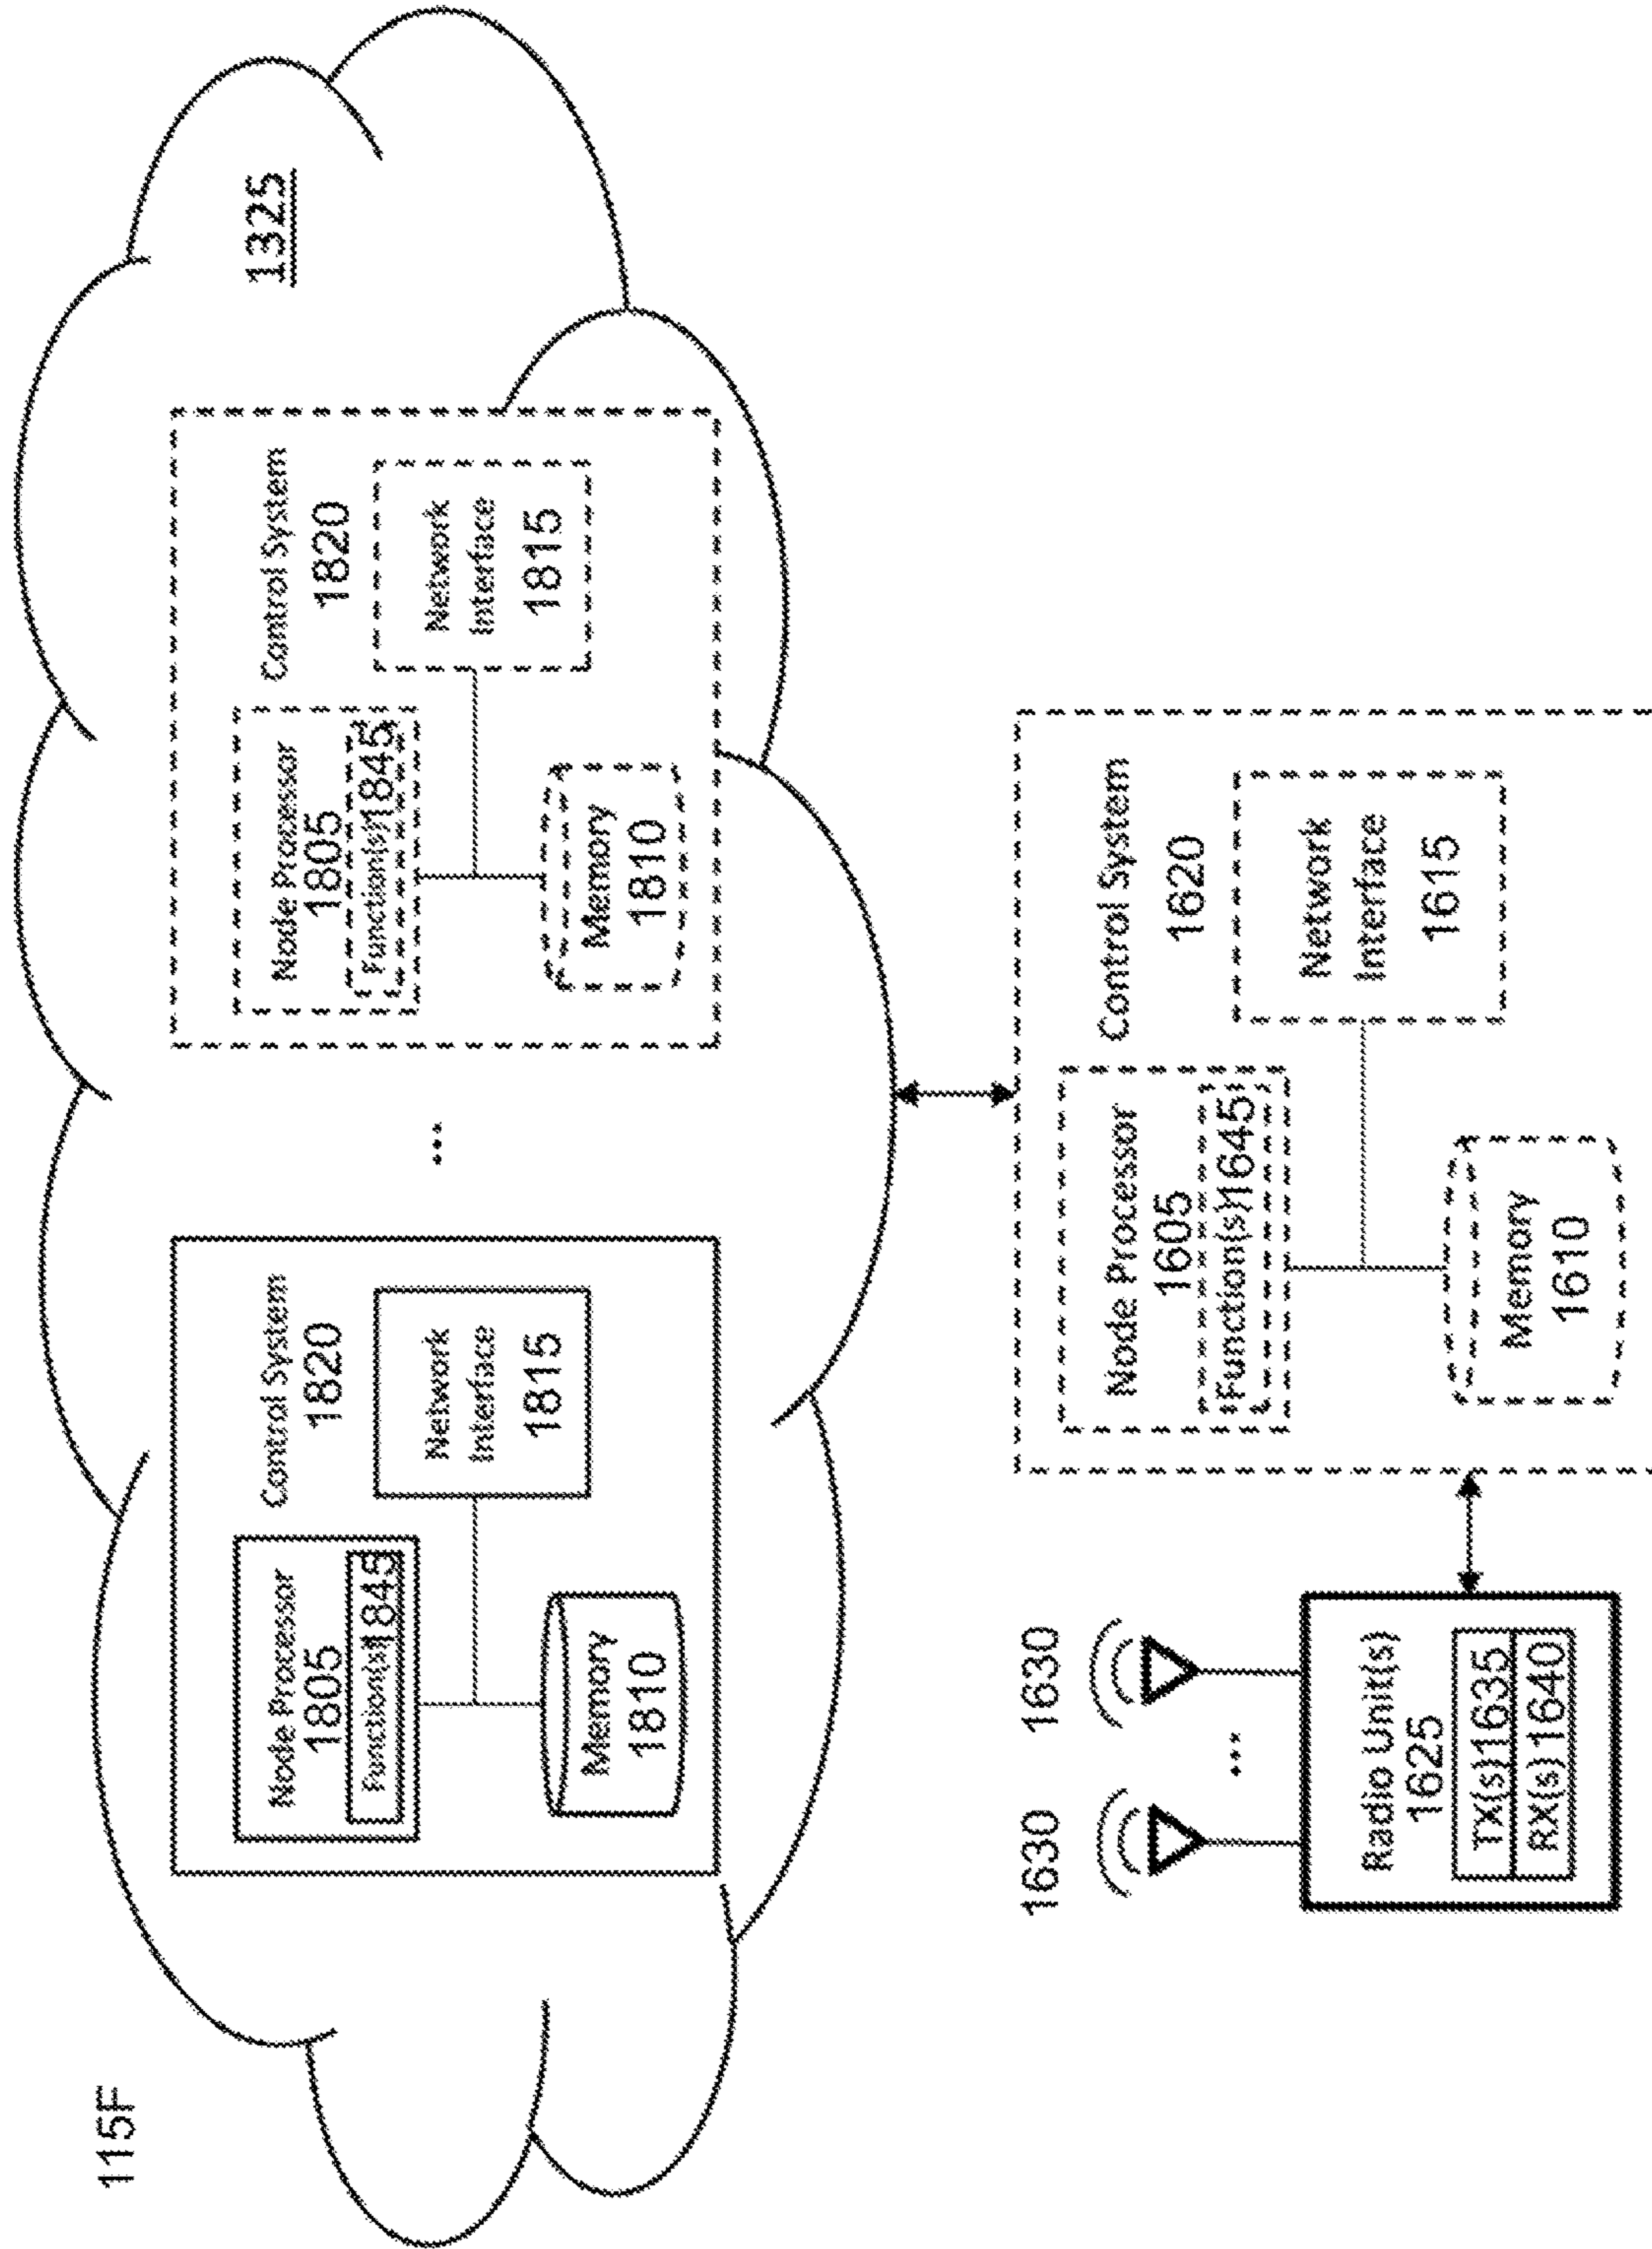 115F
1325
Control System
1820
Node Processor
1805
Function(s)1845
Network
Interface
1815
Memory
1810
...
Control System
1820
Node Processor
1805
Function(s)1845
Network
Interface
1815
Memory
1810
1630
1630
...
Radio Unit(s)
1625
TX(s)1635
RX(s) 1640
Control System
1620
Node Processor
1605
Function(s)1645
Network
Interface
1615
Memory
1610